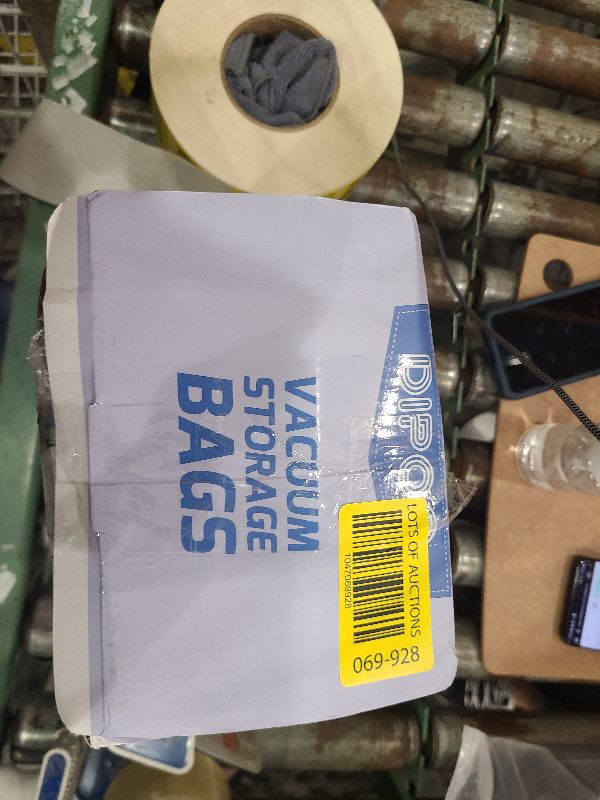 VACUUM
STORAGE
BAGS
LOTS OF AUCTIONS
1047069928
069-928